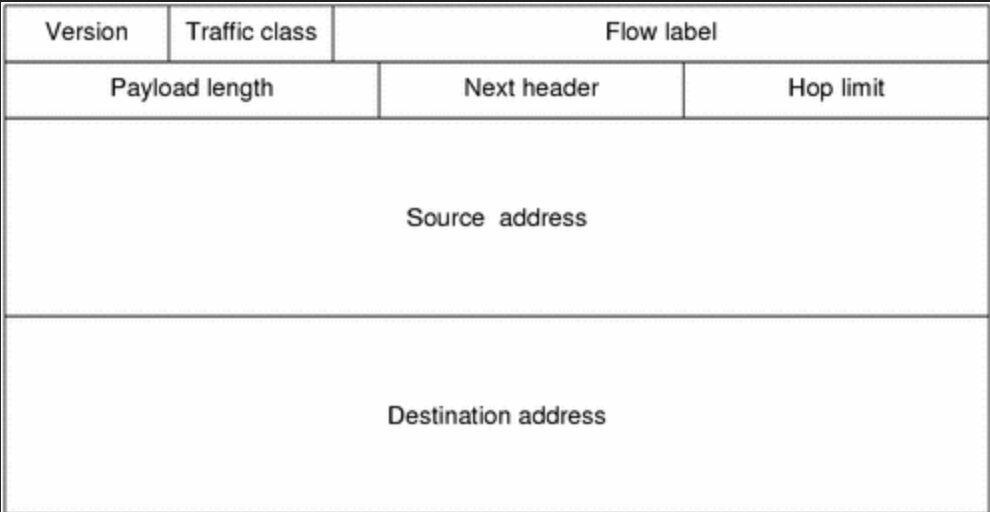 Version Traffic class Flow label
Payload length Next header Hop limit
Source address
Destination address